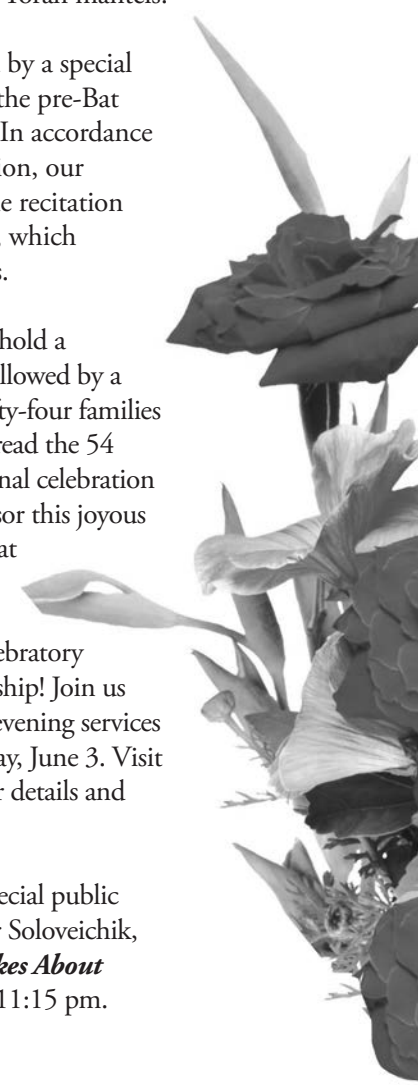 Torah mantels.
by a special
the pre-Bat
In accordance
ion, our
e recitation
, which
s.
hold a
llowed by a
ty-four families
read the 54
nal celebration
sor this joyous
at
ebratory
ship! Join us
evening services
ay, June 3. Visit
r details and
ecial public
r Soloveichik,
kes About
11:15 pm.